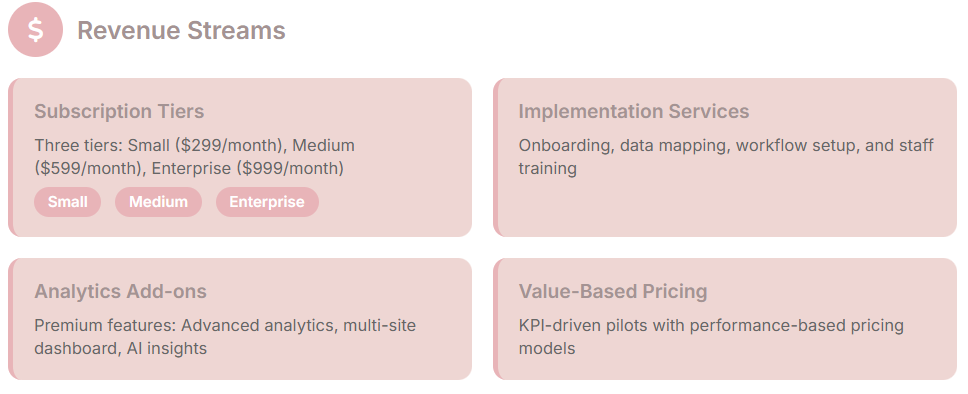 $
Revenue Streams
Subscription Tiers
Three tiers: Small ($299/month), Medium
($599/month), Enterprise ($999/month)
Small Medium Enterprise
Implementation Services
Onboarding, data mapping, workflow setup, and staff
training
Analytics Add-ons
Premium features: Advanced analytics, multi-site
dashboard, AI insights
Value-Based Pricing
KPI-driven pilots with performance-based pricing
models